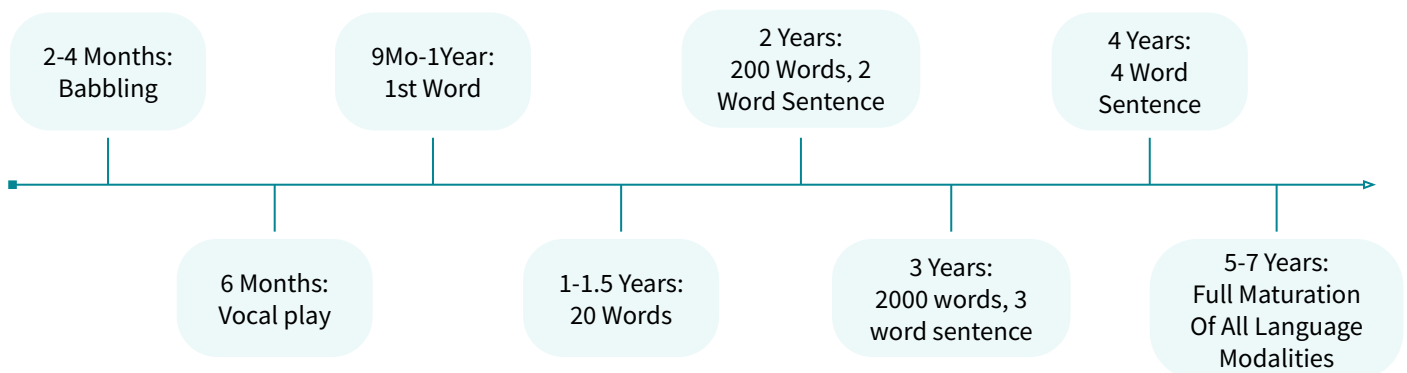 2-4 Months:
Babbling
6 Months:
Vocal play
9Mo-1Year:
1st Word
1-1.5 Years:
20 Words
2 Years:
200 Words, 2
Word Sentence
3 Years:
2000 words, 3
word sentence
4 Years:
4 Word
Sentence
5-7 Years:
Full Maturation
Of All Language
Modalities